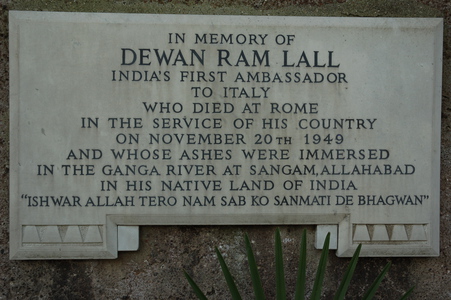 IN MEMORY OF
DEWAN RAM LALL
INDIA'S FIRST AMBASSADOR
TO ITALY
WHO DIED AT ROME
IN THE SERVICE OF HIS COUNTRY
ON NOVEMBER 20TH 1949
AND WHOSE ASHES WERE IMMERSED
IN THE GANGA RIVER AT SANGAM, ALLAHABAD
IN HIS NATIVE LAND OF INDIA
"ISHWAR ALLAH TERO NAM SAB KO SANMATI DE BHAGWAN"